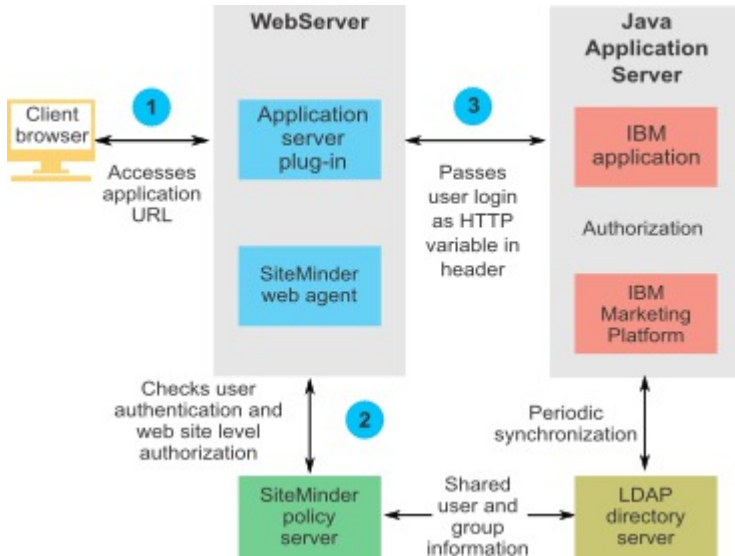 WebServer
Java
Application
Server
Client
browser
1
Accesses
application
URL
Application
server
plug-in
SiteMinder
web agent
3
Passes
user login
as HTTP
variable in
header
IBM
application
Authorization
IBM
Marketing
Platform
Checks user
authentication and
web site level
authorization
2
Periodic
synchronization
SiteMinder
policy
server
Shared
user and
group
information
LDAP
directory
server